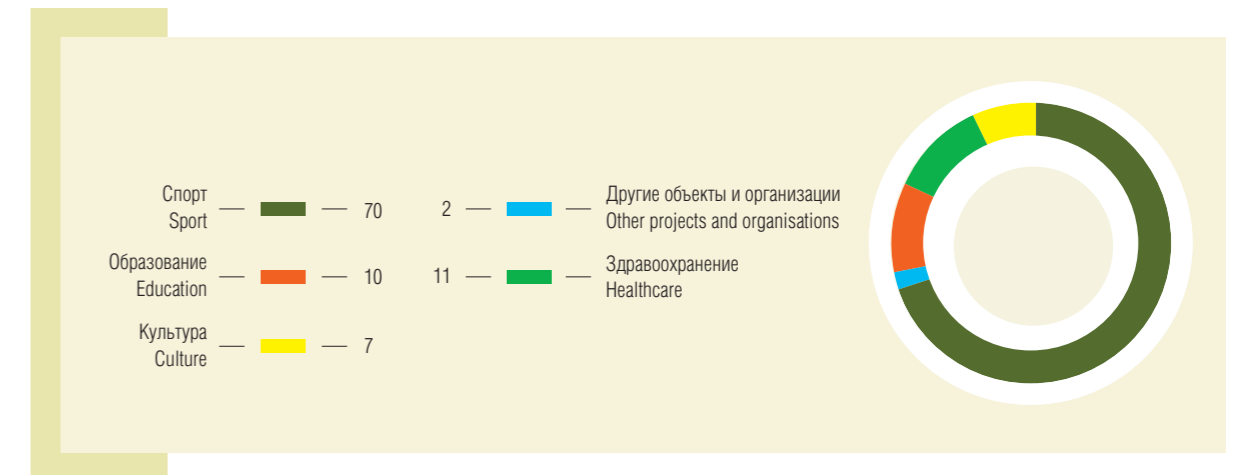 Спорт
Sport
70
Образование
Education
10
Культура
Culture
7
2
Другие объекты и организации
Other projects and organisations
11
Здравоохранение
Healthcare